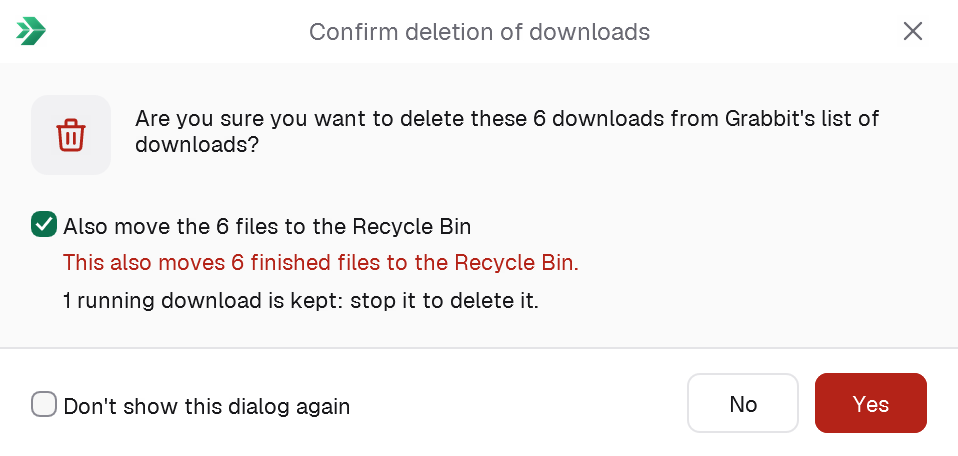 Confirm deletion of downloads
Are you sure you want to delete these 6 downloads from Grabbit's list of
downloads?
Also move the 6 files to the Recycle Bin
This also moves 6 finished files to the Recycle Bin.
1 running download is kept: stop it to delete it.
Don't show this dialog again
No
Yes